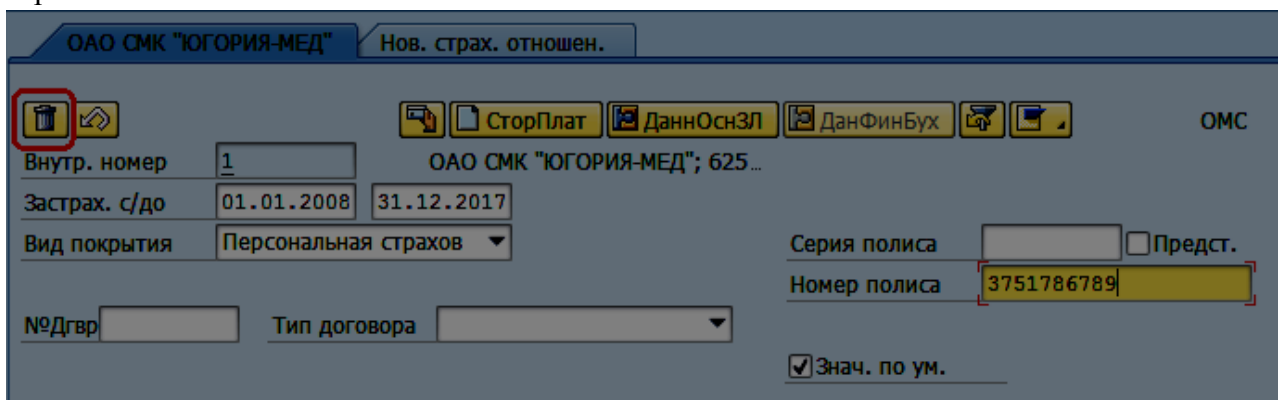 ОАО СМК "ЮГОРИЯ-МЕД" Нов. страх. отношен.
СторПлат ДаннОснЗЛ ДанФинБух ОМС
Внутр. номер 1 ОАО СМК "ЮГОРИЯ-МЕД"; 625...
Застрах. с/до 01.01.2008 31.12.2017
Вид покрытия Персональная страхов Серия полиса Предст.
Номер полиса 3751786789
№Дгвр Тип договора
Знач. по ум.